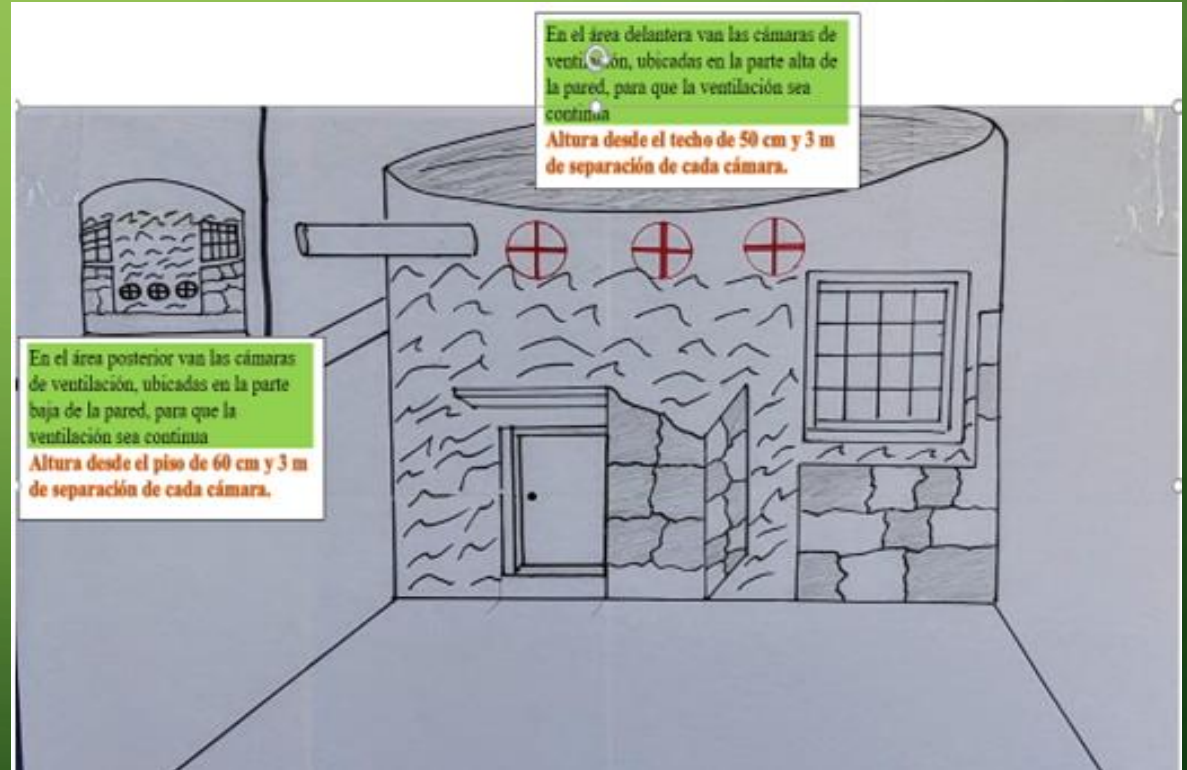 En el área delantera van las cámaras de
ventilación, ubicadas en la parte alta de
la pared, para que la ventilación sea
continua
Altura desde el techo de 50 cm y 3 m
de separación de cada cámara.
En el área posterior van las cámaras
de ventilación, ubicadas en la parte
baja de la pared, para que la
ventilación sea continua
Altura desde el piso de 60 cm y 3 m
de separación de cada cámara.